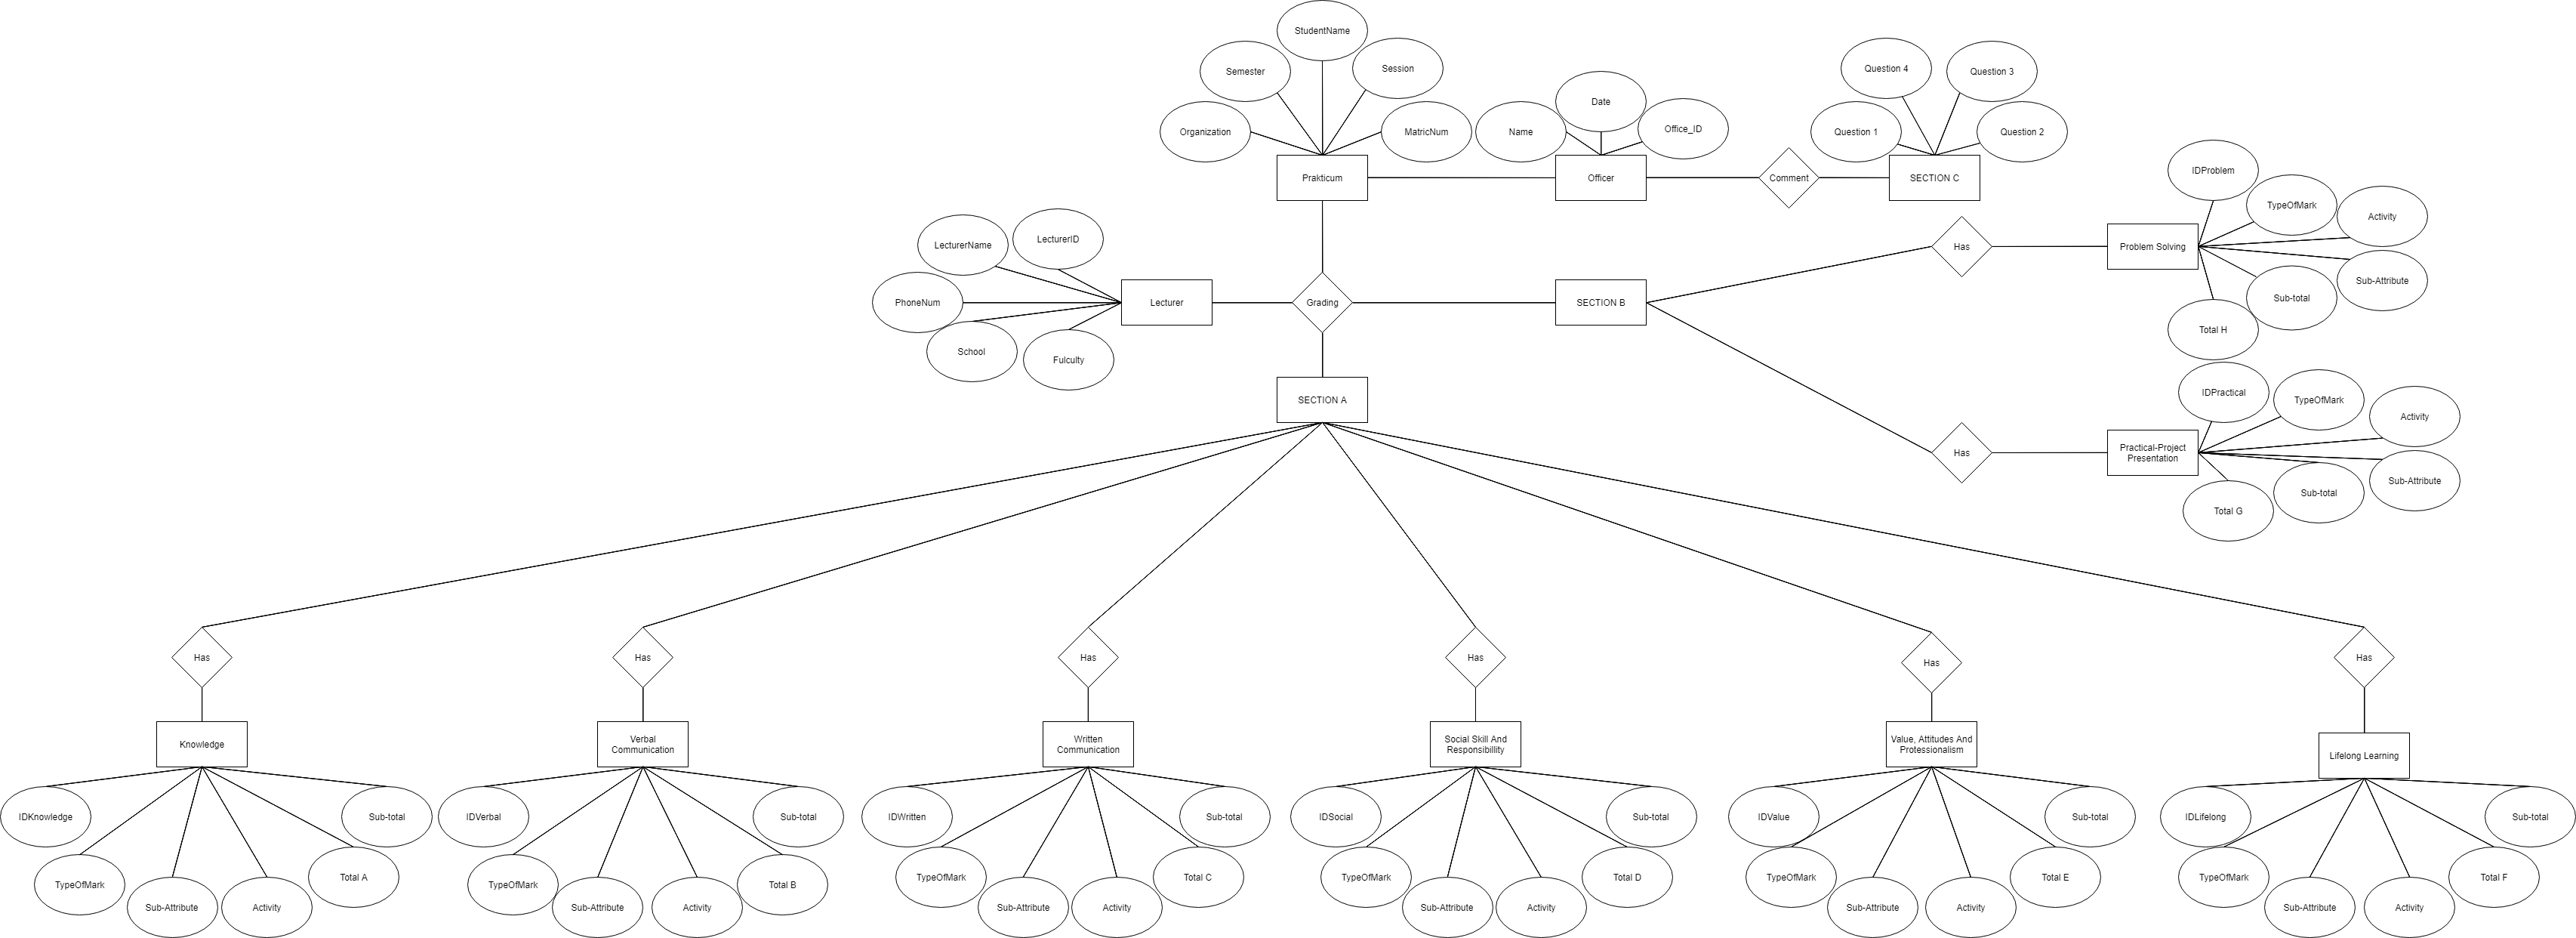 StudentName
Semester
Session
Organization
MatricNum
Name
Date
Office_ID
Question 4
Question 3
Question 1
Question 2
Prakticum
Officer
Comment
SECTION C
IDProblem
TypeOfMark
Activity
LecturerName
LecturerID
Has
Problem Solving
Sub-Attribute
PhoneNum
Lecturer
Grading
SECTION B
Sub-total
Total H
School
Fulculty
SECTION A
IDPractical
TypeOfMark
Activity
Has
Practical-Project
Presentation
Sub-Attribute
Sub-total
Total G
Has
Has
Has
Has
Has
Has
Knowledge
Verbal
Communication
Written
Communication
Social Skill And
Responsibillity
Value, Attitudes And
Protessionalism
Lifelong Learning
IDKnowledge
Sub-total
IDVerbal
Sub-total
IDWritten
Sub-total
IDSocial
Sub-total
IDValue
Sub-total
IDLifelong
Sub-total
TypeOfMark
Sub-Attribute
Activity
Total A
TypeOfMark
Sub-Attribute
Activity
Total B
TypeOfMark
Sub-Attribute
Activity
Total C
TypeOfMark
Sub-Attribute
Activity
Total D
TypeOfMark
Sub-Attribute
Activity
Total E
TypeOfMark
Sub-Attribute
Activity
Total F